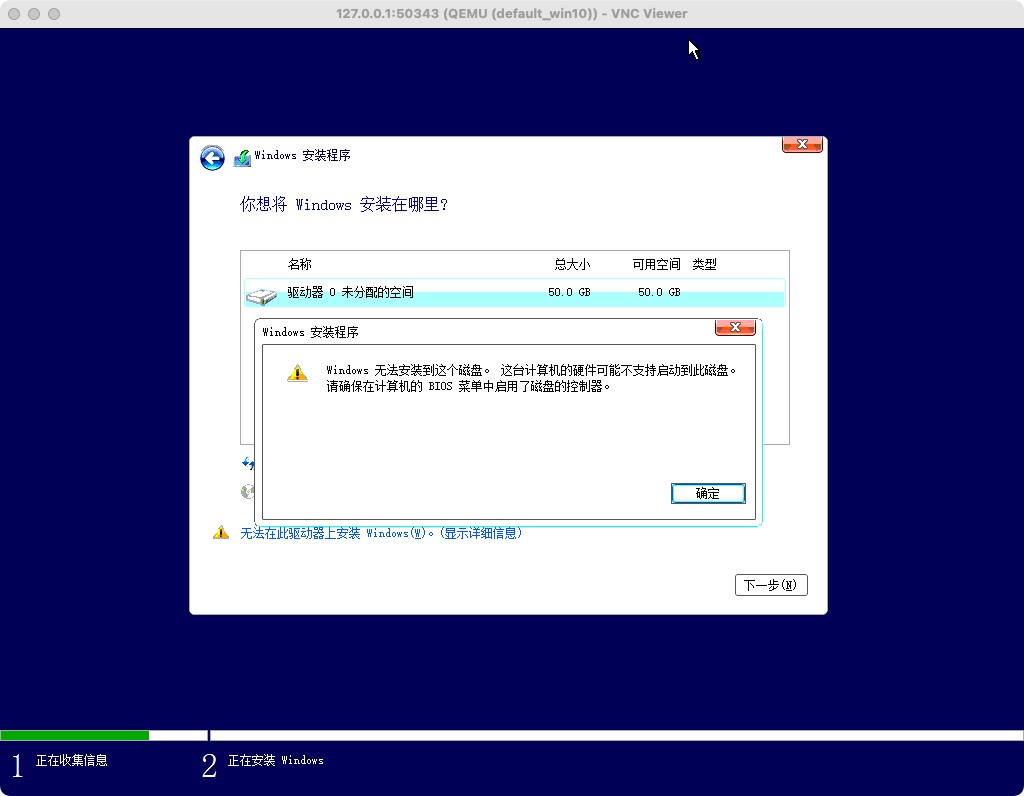 127.0.0.1:50343 (QEMU (default_win10)) - VNC Viewer
Windows 安装程序
你想将 Windows 安装在哪里?
名称 总大小 可用空间 类型
驱动器 0 未分配的空间 50.0 GB 50.0 GB
Windows 安装程序
Windows 无法安装到这个磁盘。 这台计算机的硬件可能不支持启动到此磁盘。
请确保在计算机的 BIOS 菜单中启用了磁盘的控制器。
确定
无法在此驱动器上安装 Windows(W)。(显示详细信息)
下一步(N)
1 正在收集信息 2 正在安装 Windows